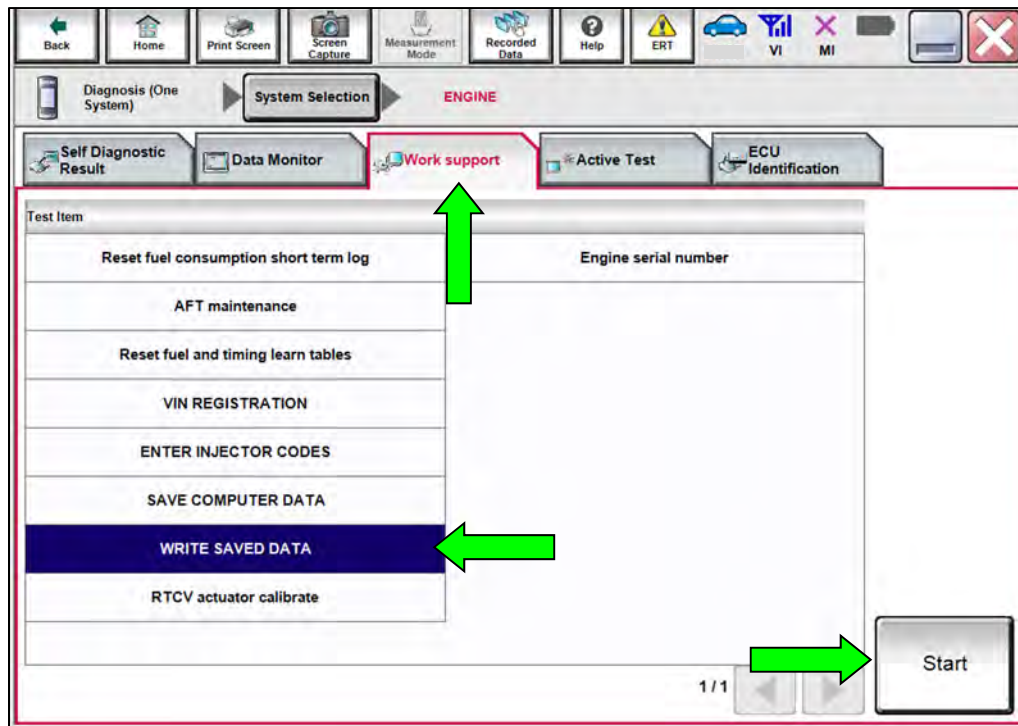 Back
Home
Print Screen
Screen
Capture
Measurement
Mode
Recorded
Data
Help
ERT
VI
MI
Diagnosis (One
System)
System Selection
ENGINE
Self Diagnostic
Result
Data Monitor
Work support
Active Test
ECU
Identification
Test Item
Reset fuel consumption short term log
Engine serial number
AFT maintenance
Reset fuel and timing learn tables
VIN REGISTRATION
ENTER INJECTOR CODES
SAVE COMPUTER DATA
WRITE SAVED DATA
RTCV actuator calibrate
Start
1/1